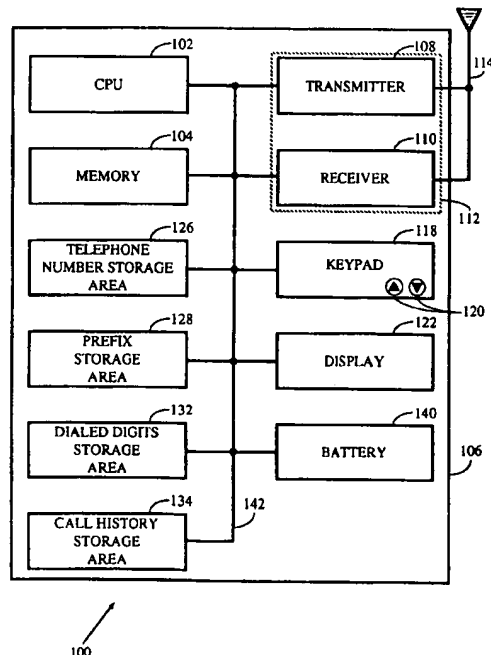 102
CPU
108
TRANSMITTER
114
104
MEMORY
110
RECEIVER
112
126
TELEPHONE
NUMBER STORAGE
AREA
118
KEYPAD
120
128
PREFIX
STORAGE
AREA
122
DISPLAY
132
DIALED DIGITS
STORAGE
AREA
140
BATTERY
106
134
CALL HISTORY
STORAGE
AREA
142
100